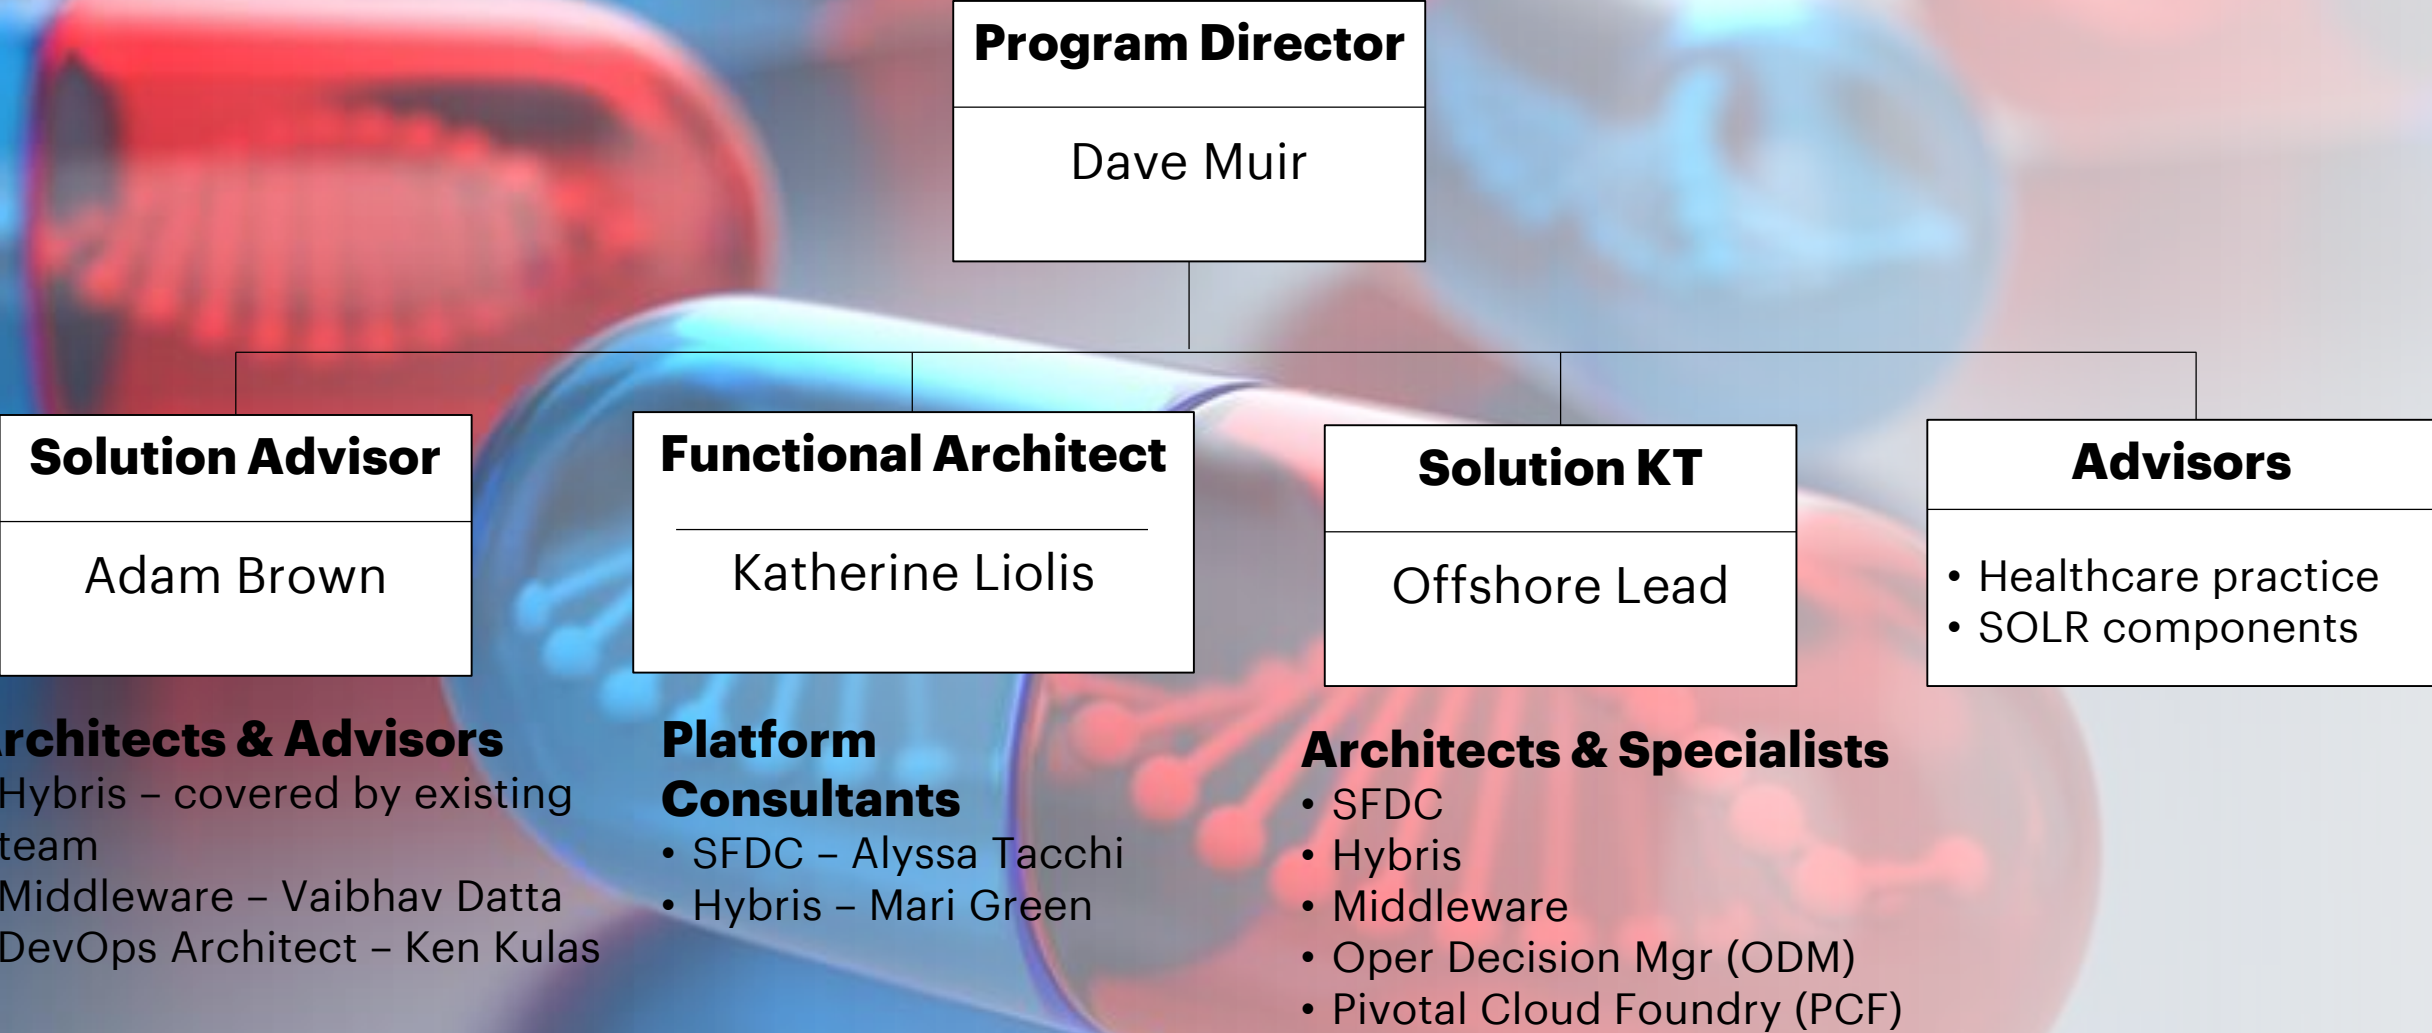 Program Director
Dave Muir
Solution Advisor
Adam Brown
Functional Architect
Katherine Liolis
Solution KT
Offshore Lead
Advisors
• Healthcare practice
• SOLR components
rchitects & Advisors
Hybris – covered by existing
team
Middleware – Vaibhav Datta
DevOps Architect – Ken Kulas
Platform
Consultants
• SFDC – Alyssa Tacchi
• Hybris – Mari Green
Architects & Specialists
• SFDC
• Hybris
• Middleware
• Oper Decision Mgr (ODM)
• Pivotal Cloud Foundry (PCF)